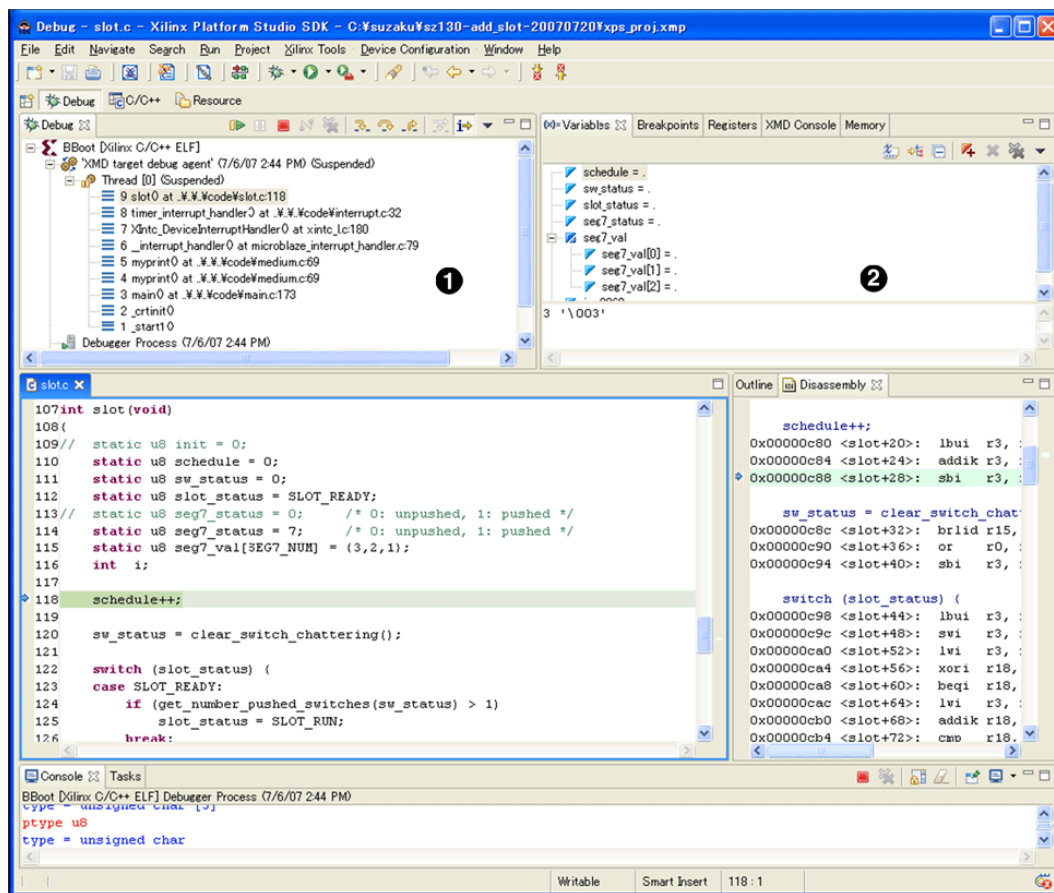 Debug - slot.c - Xilinx Platform Studio SDK - C:¥suzaku¥sz130-add_slot-20070720¥xps_proj.xmp
File Edit Navigate Search Run Project Xilinx Tools Device Configuration Window Help
Debug C/C++ Resource
Debug
BBoot [Xilinx C/C++ ELF]
'XMD target debug agent' (7/6/07 2:44 PM) (Suspended)
Thread [0] (Suspended)
9 slot() at ..¥.¥.¥code¥slot.c:118
8 timer_interrupt_handler() at ..¥.¥.¥code¥interrupt.c:32
7 XIntc_DeviceInterruptHandler() at xintc_l.c:180
6 _interrupt_handler() at microblaze_interrupt_handler.c:79
5 myprint() at ..¥.¥.¥code¥medium.c:69
4 myprint() at ..¥.¥.¥code¥medium.c:69
3 main() at ..¥.¥.¥code¥main.c:173
2 _crtinit()
1 _start1()
Debugger Process (7/6/07 2:44 PM)
1
(x)= Variables Breakpoints Registers XMD Console Memory
schedule = .
sw_status = .
slot_status = .
seg7_status = .
seg7_val
seg7_val[0] = .
seg7_val[1] = .
seg7_val[2] = .
2
3 '\003'
slot.c
107 int slot(void)
108 {
109 //  static u8 init = 0;
110     static u8 schedule = 0;
111     static u8 sw_status = 0;
112     static u8 slot_status = SLOT_READY;
113 //  static u8 seg7_status = 0;     /* 0: unpushed, 1: pushed */
114     static u8 seg7_status = 7;     /* 0: unpushed, 1: pushed */
115     static u8 seg7_val[SEG7_NUM] = {3,2,1};
116     int  i;
117
118     schedule++;
119
120     sw_status = clear_switch_chattering();
121
122     switch (slot_status) {
123     case SLOT_READY:
124         if (get_number_pushed_switches(sw_status) > 1)
125             slot_status = SLOT_RUN;
126         break;
Outline Disassembly
schedule++;
0x00000c80 <slot+20>: lbui r3,
0x00000c84 <slot+24>: addik r3,
0x00000c88 <slot+28>: sbi r3,
sw_status = clear_switch_chat
0x00000c8c <slot+32>: brlid r15,
0x00000c90 <slot+36>: or r0,
0x00000c94 <slot+40>: sbi r3,
switch (slot_status) {
0x00000c98 <slot+44>: lbui r3,
0x00000c9c <slot+48>: swi r3,
0x00000ca0 <slot+52>: lwi r3,
0x00000ca4 <slot+56>: xori r18,
0x00000ca8 <slot+60>: beqi r18,
0x00000cac <slot+64>: lwi r3,
0x00000cb0 <slot+68>: addik r18,
0x00000cb4 <slot+72>: cmp r18,
Console Tasks
BBoot [Xilinx C/C++ ELF] Debugger Process (7/6/07 2:44 PM)
type = unsigned char [3]
ptype u8
type = unsigned char
Writable Smart Insert 118 : 1